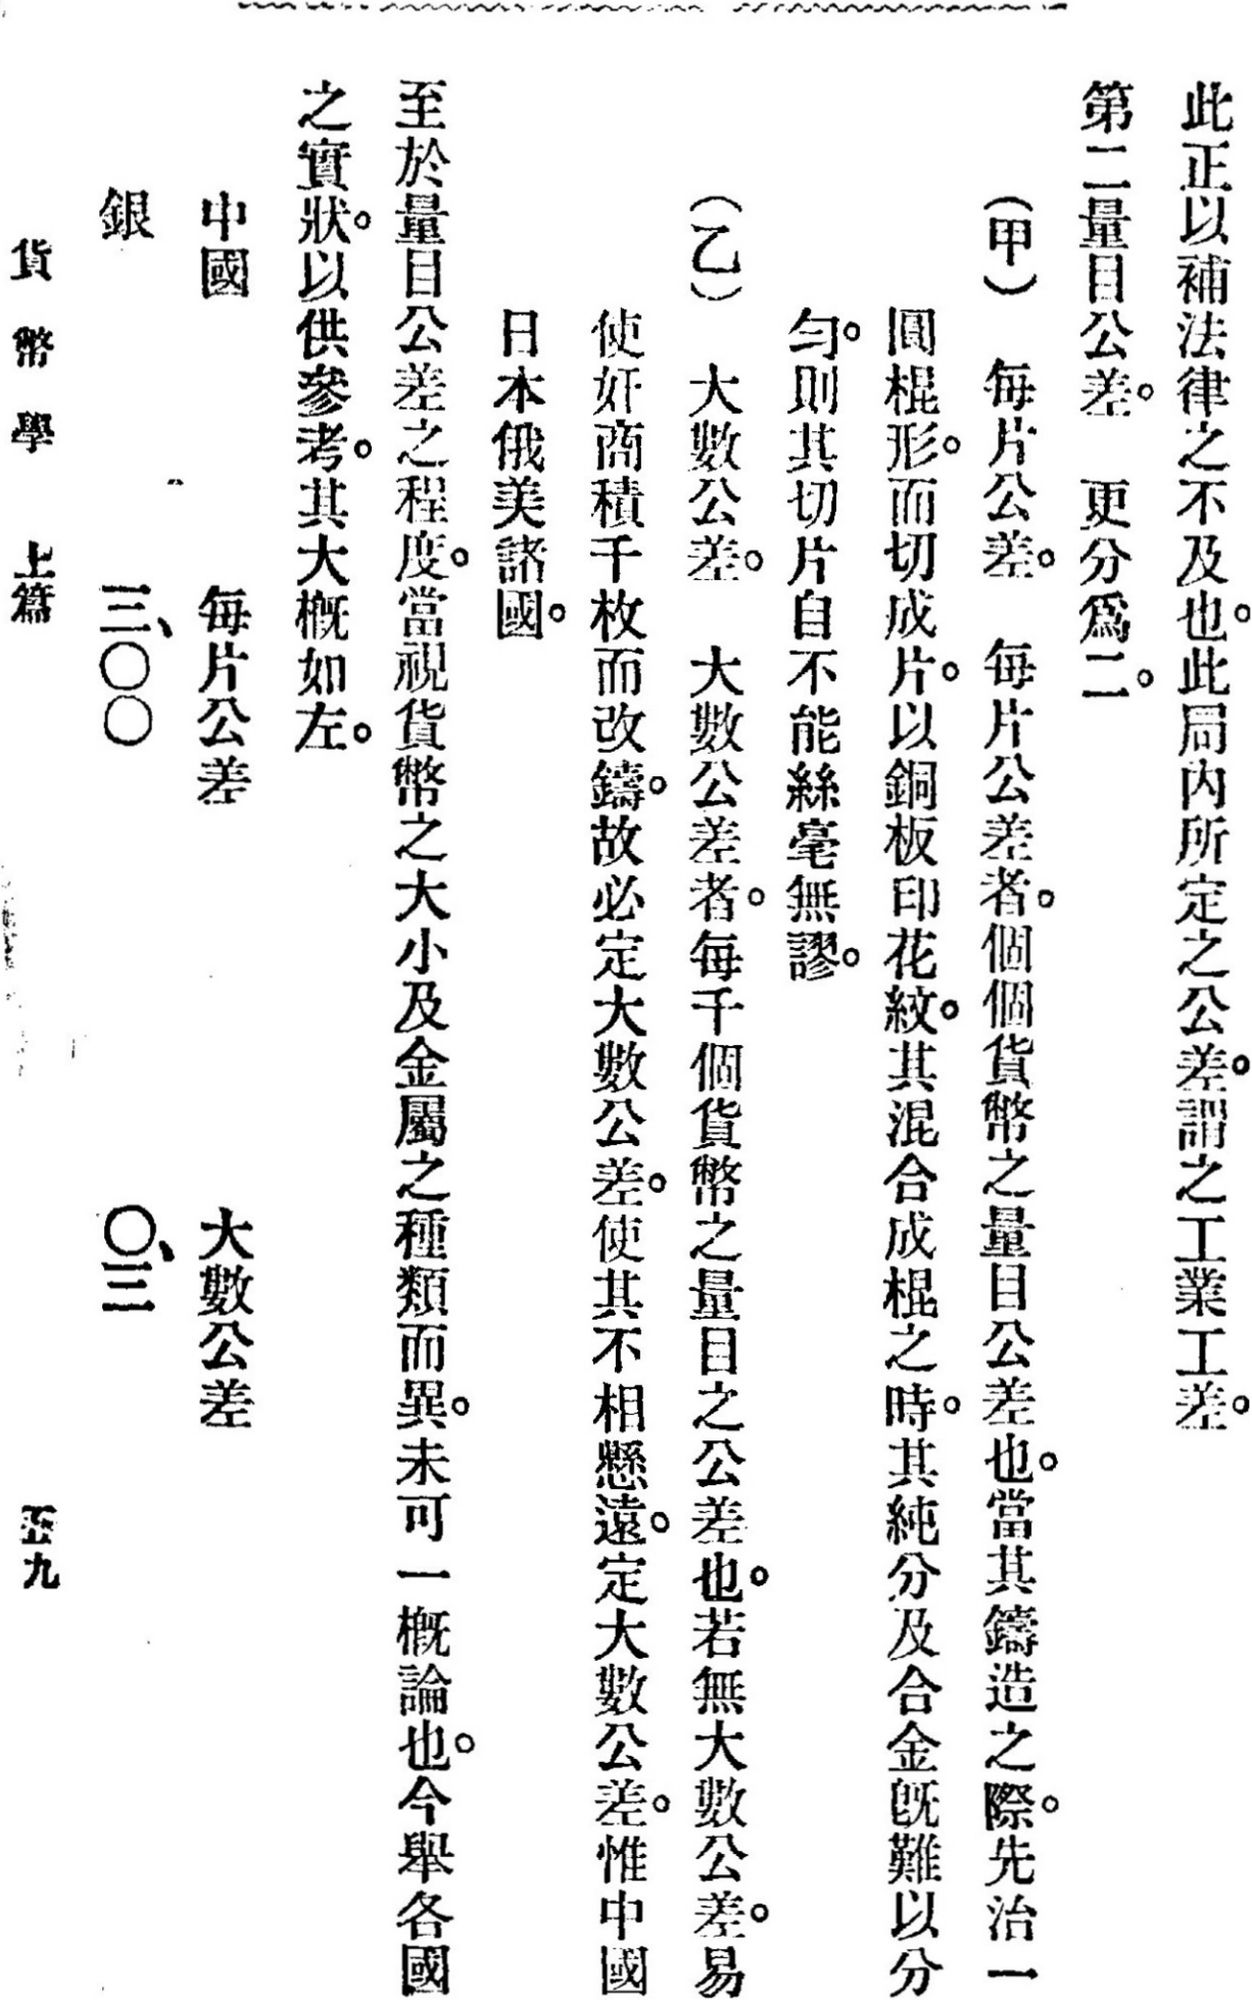 此正以補法律之不及也。此局內所定之公差。謂之工業工差。
第二量目公差。　更分爲二。
（甲）　每片公差。　每片公差者。個個貨幣之量目公差也。當其鑄造之際。先治一
圓棍形。而切成片。以銅板印花紋。其混合成棍之時。其純分及合金旣難以分
勻。則其切片自不能絲毫無謬。
（乙）　大數公差。　大數公差者。每千個貨幣之量目之公差也。若無大數公差。易
使奸商積千枚而改鑄。故必定大數公差。使其不相懸遠。定大數公差。惟中國
日本俄美諸國。
至於量目公差之程度。當視貨幣之大小及金屬之種類而異。未可一槪論也。今舉各國
之實狀。以供參考。其大槪如左。
中國　每片公差　大數公差
銀　三、〇〇　〇、三
貨幣學　上篇　五九